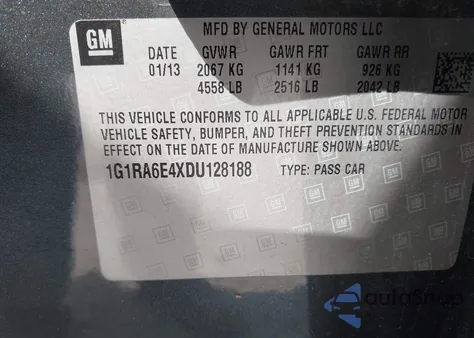 GM
MFD BY GENERAL MOTORS LLC
DATE GVWR GAWR FRT GAWR RR
01/13 2067 KG 1141 KG 926 KG
4558 LB 2516 LB 2042 LB
THIS VEHICLE CONFORMS TO ALL APPLICABLE U.S. FEDERAL MOTOR
VEHICLE SAFETY, BUMPER, AND THEFT PREVENTION STANDARDS IN
EFFECT ON THE DATE OF MANUFACTURE SHOWN ABOVE.
1G1RA6E4XDU128188 TYPE: PASS CAR
autoSnap